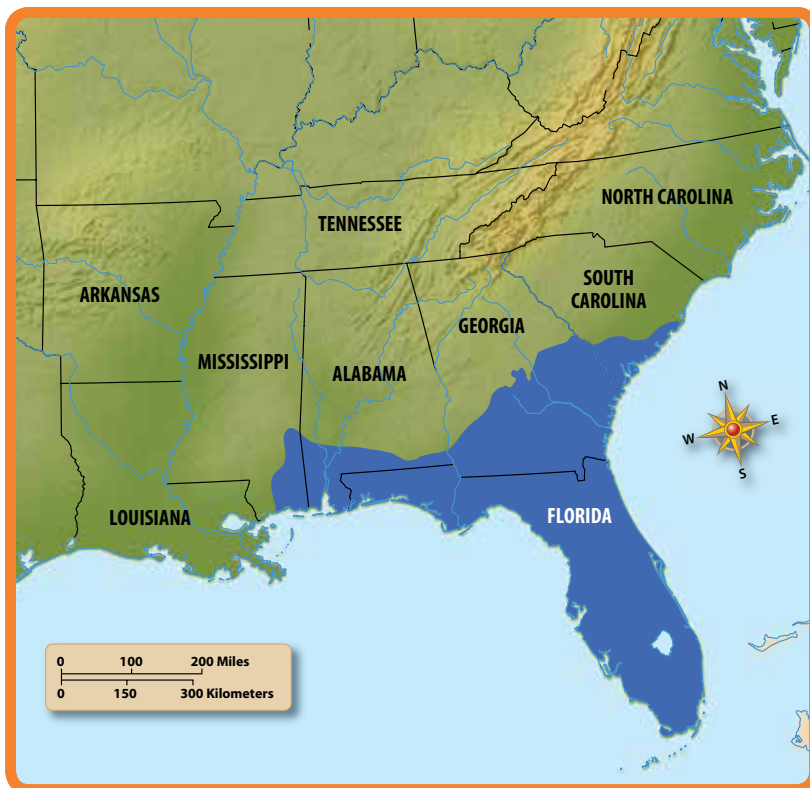 NORTH CAROLINA
TENNESSEE
SOUTH
CAROLINA
ARKANSAS
GEORGIA
MISSISSIPPI
ALABAMA
N
E
W
S
LOUISIANA
FLORIDA
0 100 200 Miles
0 150 300 Kilometers